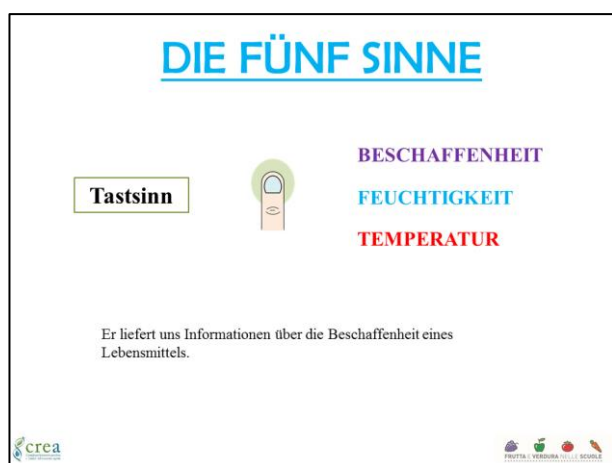 DIE FÜNF SINNE
BESCHAFFENHEIT
Tastsinn
FEUCHTIGKEIT
TEMPERATUR
Er liefert uns Informationen über die Beschaffenheit eines
Lebensmittels.
crea
FRUTTA E VERDURA NELLE SCUOLE